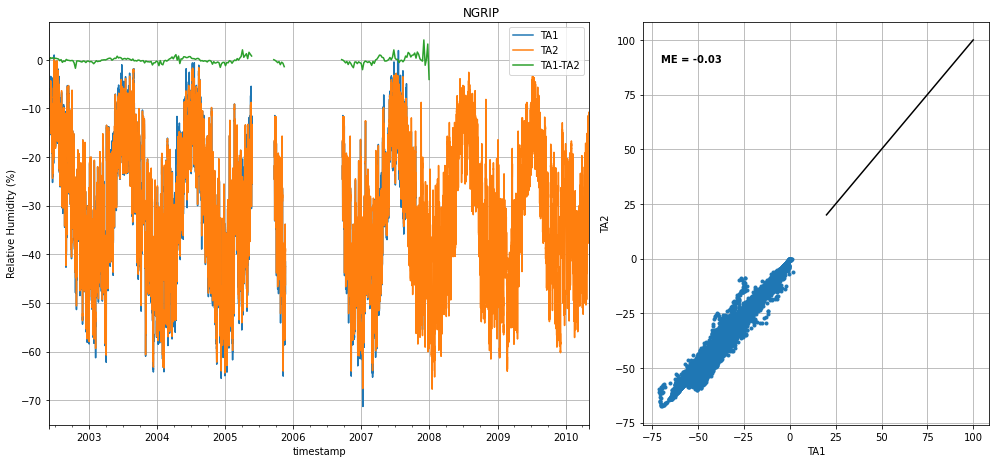 NGRIP
TA1
TA2
TA1-TA2
0
−10
−20
−30
−40
−50
−60
−70
Relative Humidity (%)
2003 2004 2005 2006 2007 2008 2009 2010
timestamp
ME = -0.03
100
75
50
25
0
−25
−50
−75
TA2
−75 −50 −25 0 25 50 75 100
TA1